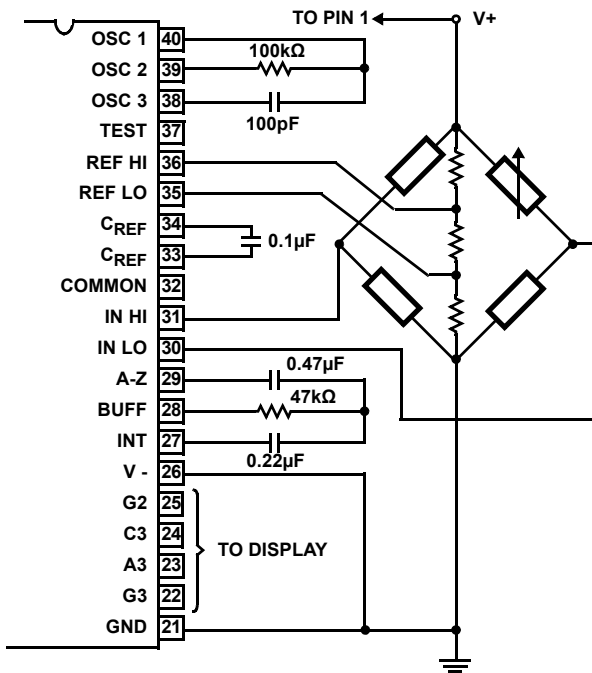 TO PIN 1 V+
OSC 1 40
100kΩ
OSC 2 39
OSC 3 38
100pF
TEST 37
REF HI 36
REF LO 35
CREF 34
0.1µF
CREF 33
COMMON 32
IN HI 31
IN LO 30
0.47µF
A-Z 29
47kΩ
BUFF 28
INT 27
0.22µF
V - 26
G2 25
C3 24
TO DISPLAY
A3 23
G3 22
GND 21